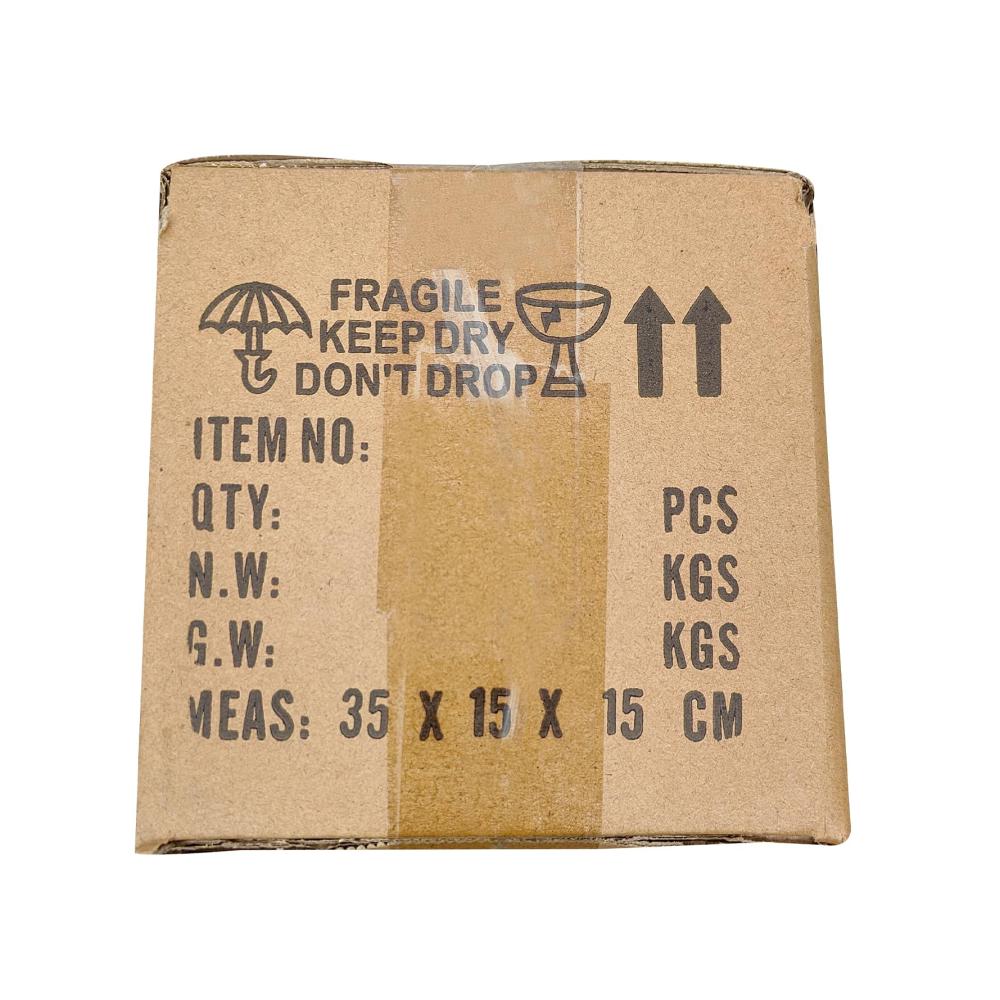 FRAGILE
KEEP DRY
DON'T DROP
ITEM NO:
QTY: PCS
N.W: KGS
G.W: KGS
MEAS: 35 X 15 X 15 CM